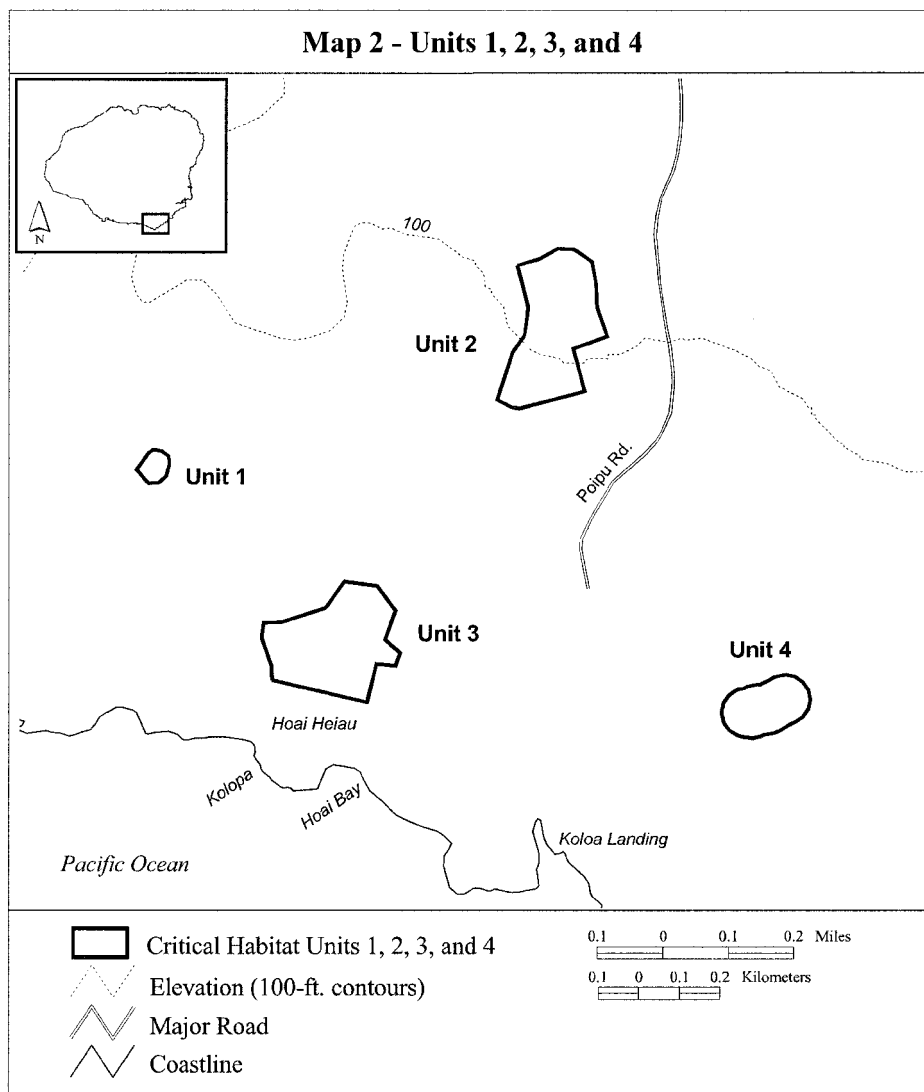 Map 2 - Units 1, 2, 3, and 4
N
100
Unit 2
Poipu Rd.
Unit 1
Unit 3
Unit 4
Hoai Heiau
Kolopa
Hoai Bay
Koloa Landing
Pacific Ocean
Critical Habitat Units 1, 2, 3, and 4
Elevation (100-ft. contours)
Major Road
Coastline
0.1 0 0.1 0.2 Miles
0.1 0 0.1 0.2 Kilometers